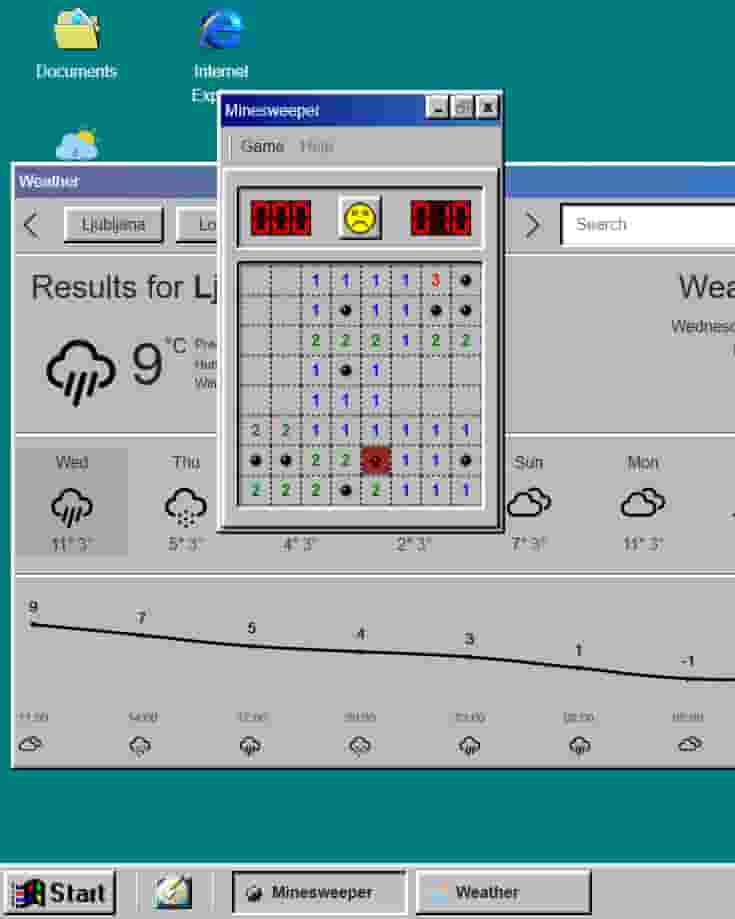 Documents
Internet
Exp
Minesweeper
Game Help
Weather
Ljubljana
Lo
Search
000
010
1 1 1 1 3
1 1 1
2 2 2 1 2 2
1 1
1 1 1
2 2 1 1 1 1 1 1
2 2 1 1
2 2 2 2 1 1 1
Results for Lj
Wea
Wednesd
9 °C
Pre
Hum
Win
Wed Thu Sun Mon
11° 3° 5° 3° 4° 3° 2° 3° 7° 3° 11° 3°
9 7 5 4 3 1 -1
11:00 14:00 17:00 20:00 23:00 02:00 05:00
Start
Minesweeper
Weather